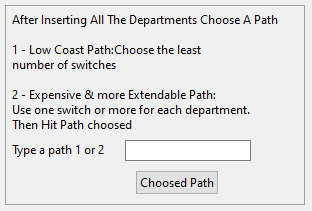 After Inserting All The Departments Choose A Path
1 - Low Coast Path:Choose the least
number of switches
2 - Expensive & more Extendable Path:
Use one switch or more for each department.
Then Hit Path choosed
Type a path 1 or 2
Choosed Path